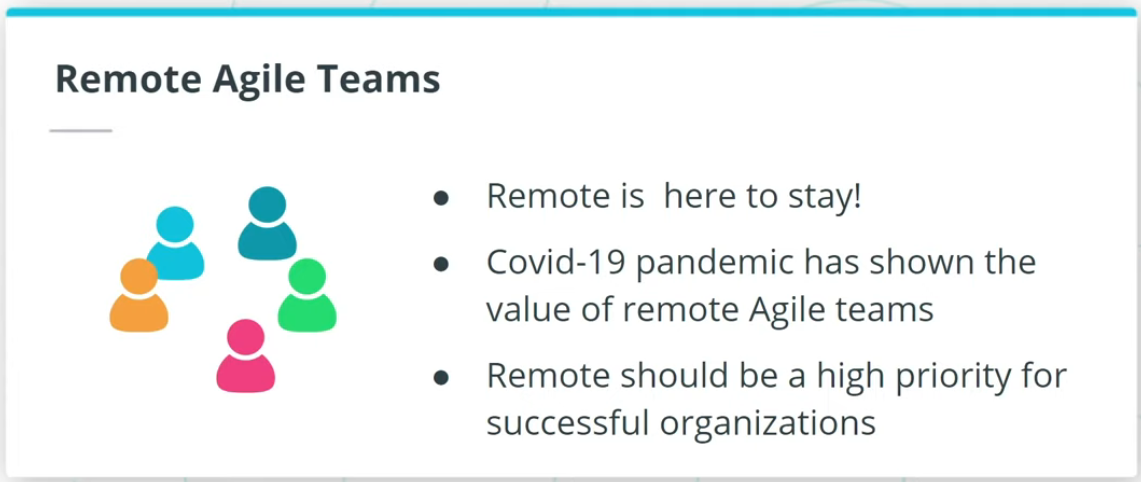 Remote Agile Teams
● Remote is  here to stay!
● Covid-19 pandemic has shown the
value of remote Agile teams
● Remote should be a high priority for
successful organizations